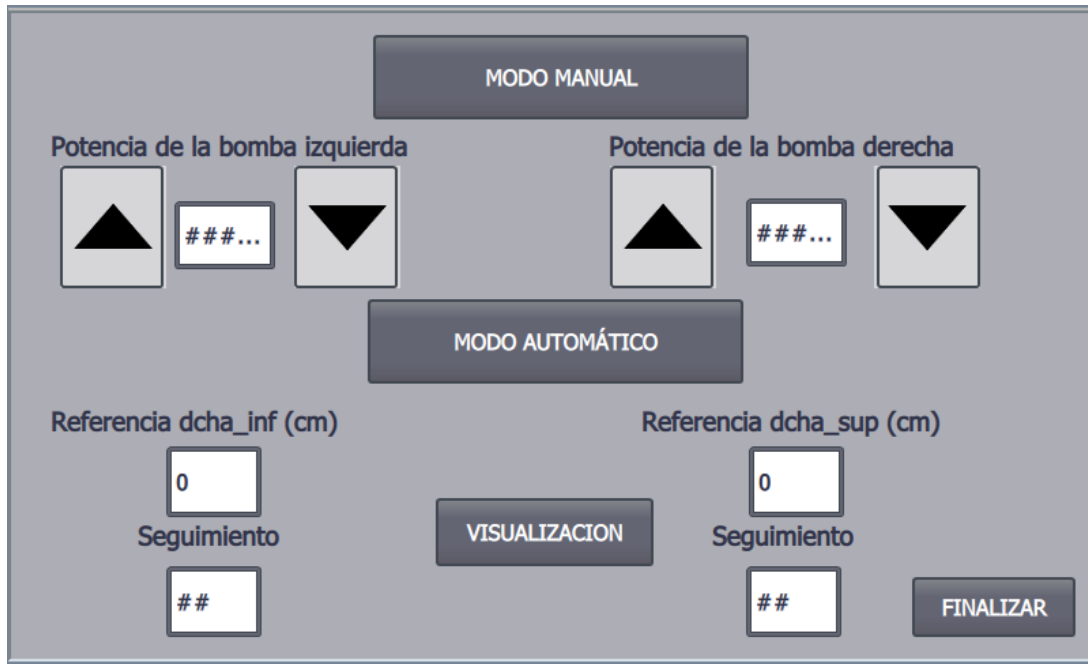 MODO MANUAL
Potencia de la bomba izquierda
Potencia de la bomba derecha
###...
###...
MODO AUTOMÁTICO
Referencia dcha_inf (cm)
Referencia dcha_sup (cm)
0
0
VISUALIZACION
Seguimiento
Seguimiento
##
##
FINALIZAR